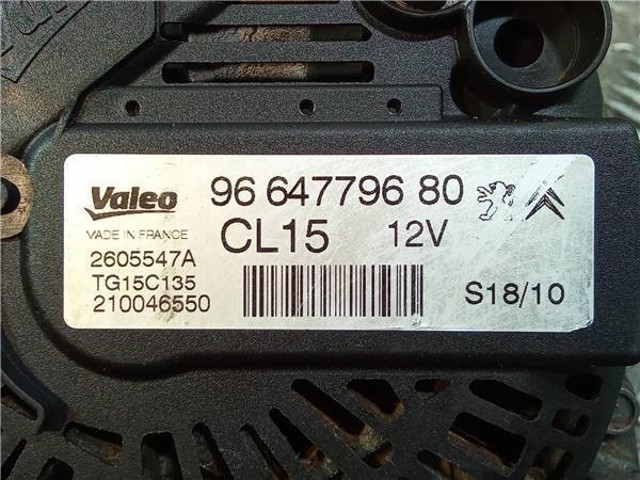 Valeo
96 647796 80
MADE IN FRANCE
CL15 12V
2605547A
TG15C135
210046550
S18/10